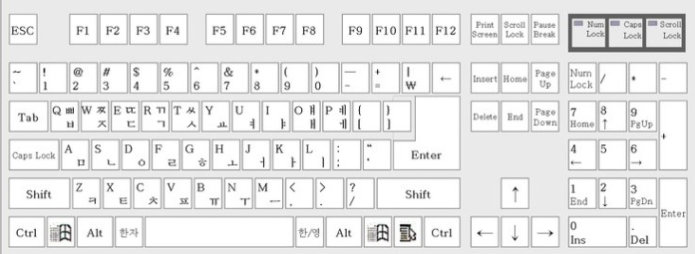 ESC F1 F2 F3 F4 F5 F6 F7 F8 F9 F10 F11 F12 Print Screen Scroll Lock Pause Break Num Lock Caps Lock Scroll Lock
~ ` ! 1 @ 2 # 3 $ 4 % 5 ^ 6 & 7 * 8 ( 9 ) 0 — - + = | ₩ ← Insert Home Page Up Num Lock / * -
Tab Q ㅃ ㅂ W ㅉ ㅈ E ㄸ ㄷ R ㄲ ㄱ T ㅆ ㅅ Y ㅛ U ㅕ I ㅑ O ㅒ ㅐ P ㅖ ㅔ { [ } ] Delete End Page Down 7 Home 8 ↑ 9 PgUp +
Caps Lock A ㅁ S ㄴ D ㅇ F ㄹ G ㅎ H ㅗ J ㅓ K ㅏ L ㅣ : ; “ ‘ Enter 4 ← 5 6 →
Shift Z ㅋ X ㅌ C ㅊ V ㅍ B ㅠ N ㅜ M ㅡ < , > . ? / Shift ↑ 1 End 2 ↓ 3 PgDn Enter
Ctrl Alt 한자 한/영 Alt Ctrl ← ↓ → 0 Ins . Del